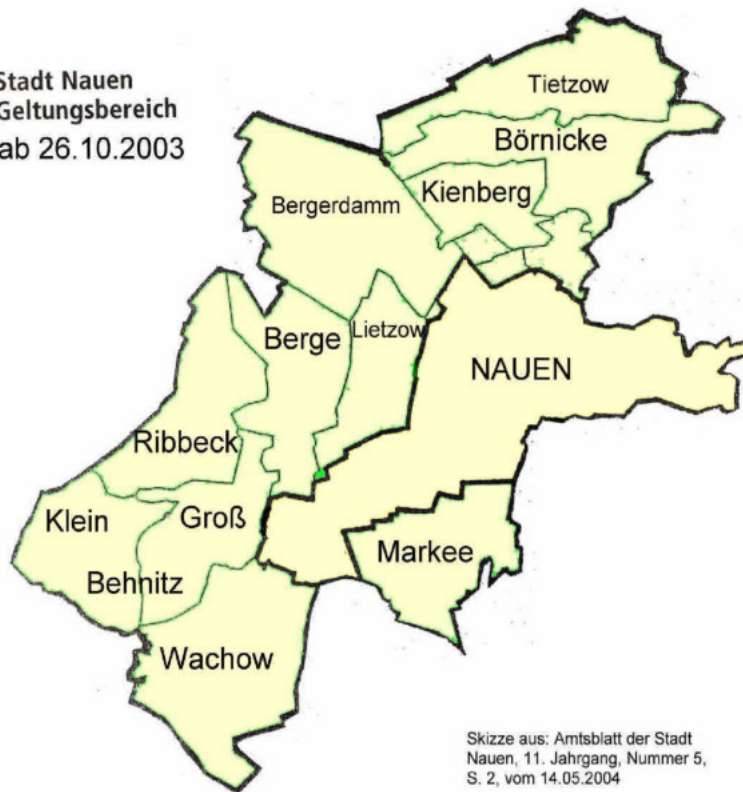 Stadt Nauen
Geltungsbereich
ab 26.10.2003
Tietzow
Börnicke
Kienberg
Bergerdamm
Berge
Lietzow
NAUEN
Ribbeck
Klein
Groß
Behnitz
Markee
Wachow
Skizze aus: Amtsblatt der Stadt
Nauen, 11. Jahrgang, Nummer 5,
S. 2, vom 14.05.2004